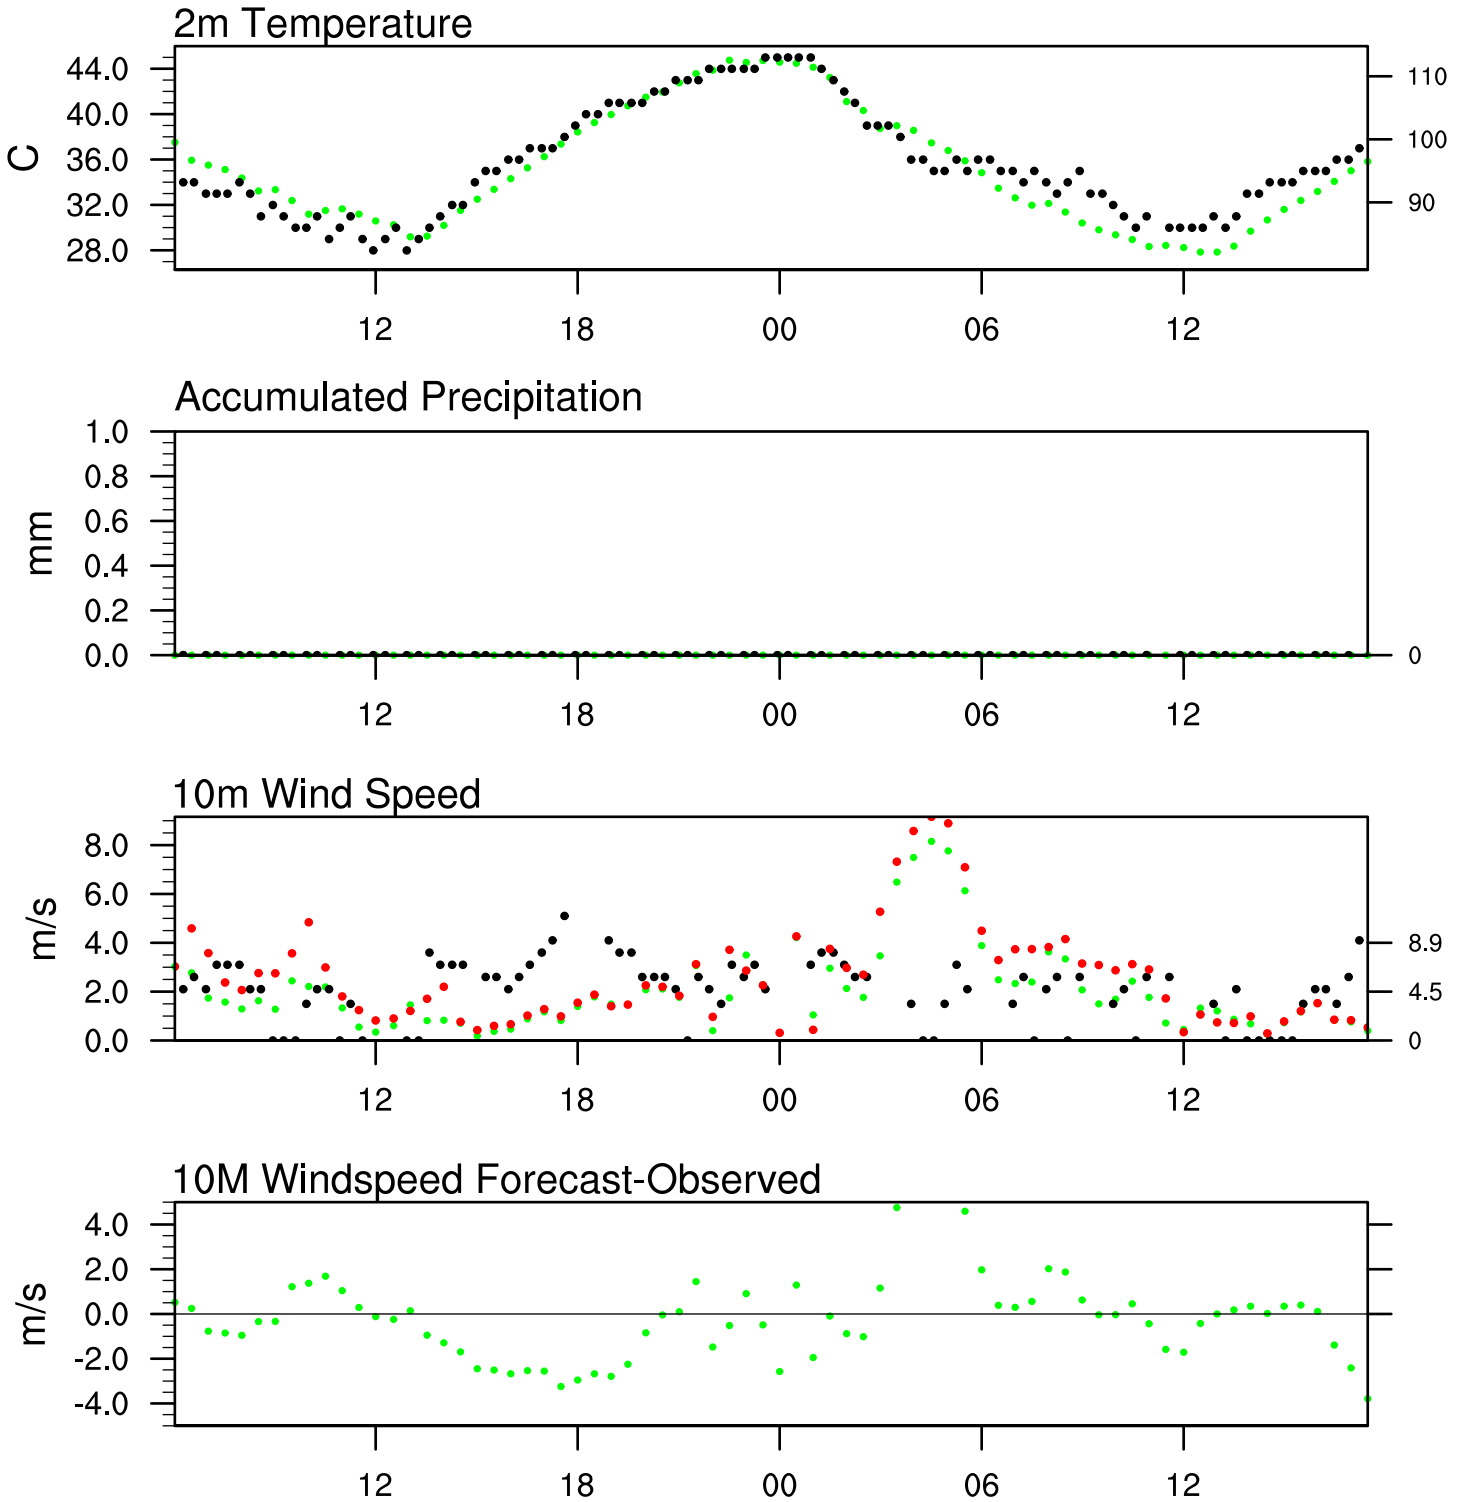 2m Temperature
44.0
40.0
36.0
32.0
28.0
C
110
100
90
12 18 00 06 12
Accumulated Precipitation
1.0
0.8
0.6
0.4
0.2
0.0
mm
0
12 18 00 06 12
10m Wind Speed
8.0
6.0
4.0
2.0
0.0
m/s
8.9
4.5
0
12 18 00 06 12
10M Windspeed Forecast-Observed
4.0
2.0
0.0
-2.0
-4.0
m/s
12 18 00 06 12